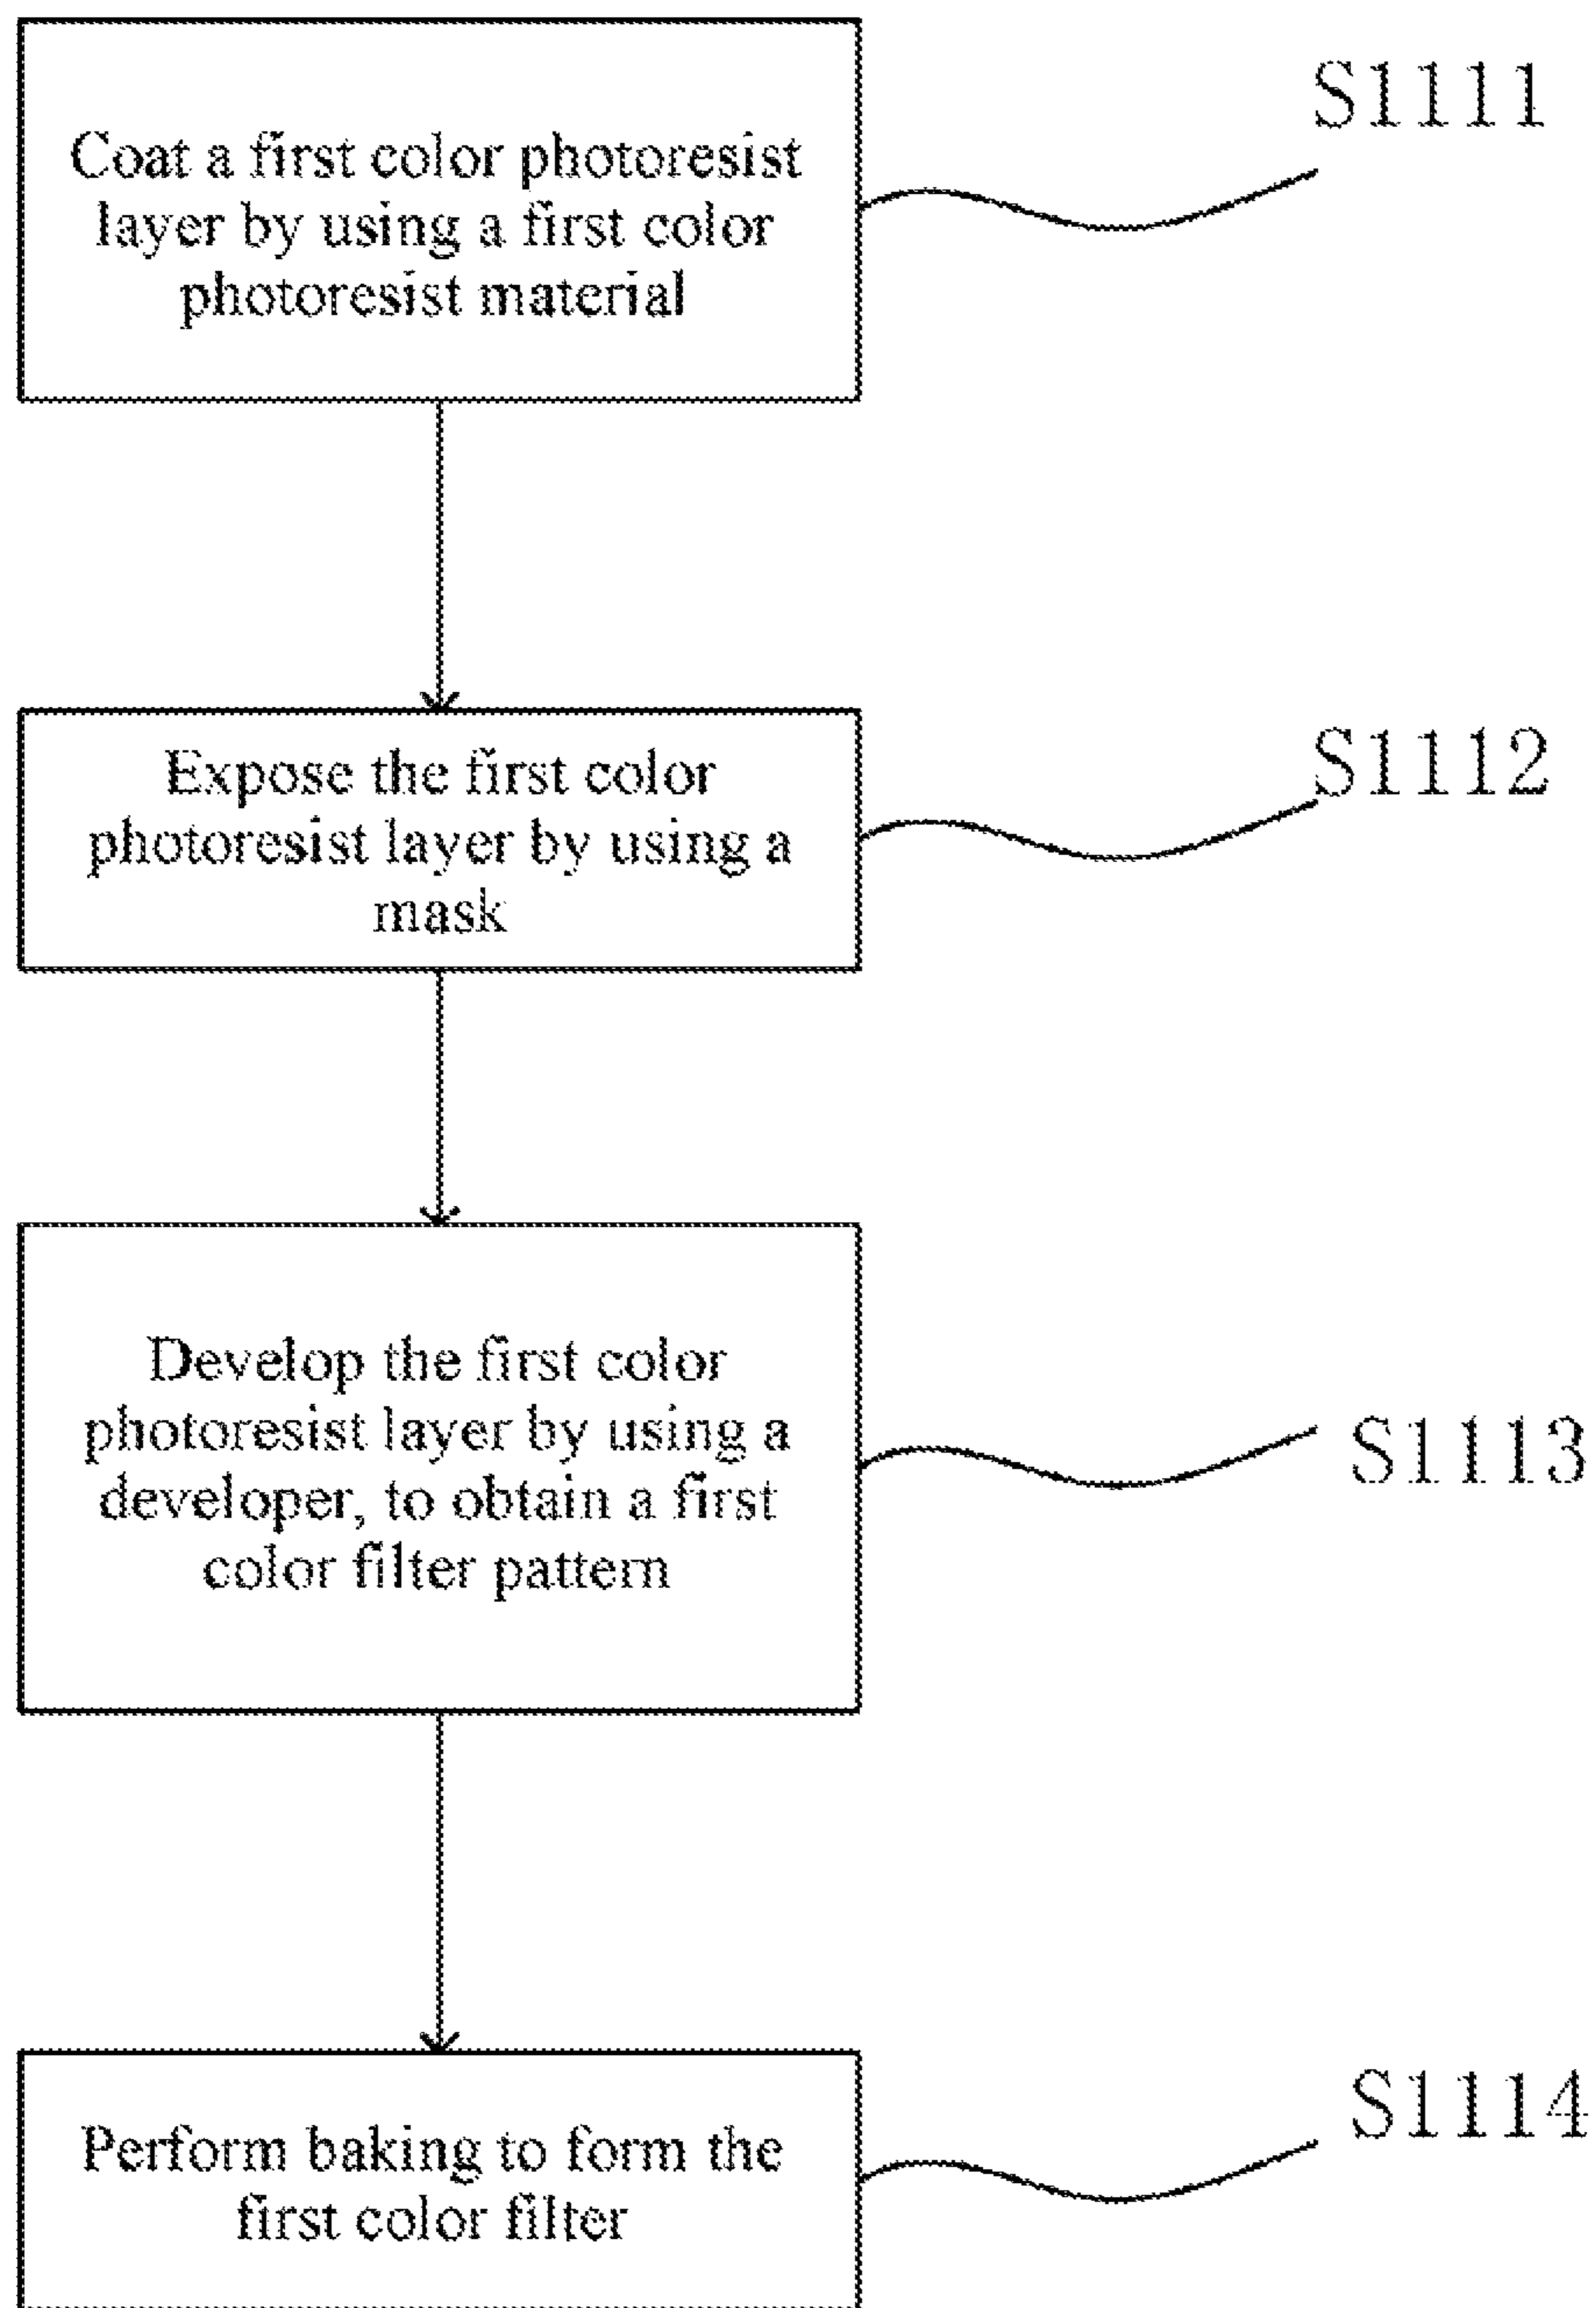 Coat a first color photoresist
layer by using a first color
photoresist material
S1111
Expose the first color
photoresist layer by using a
mask
S1112
Develop the first color
photoresist layer by using a
developer, to obtain a first
color filter pattern
S1113
Perform baking to form the
first color filter
S1114